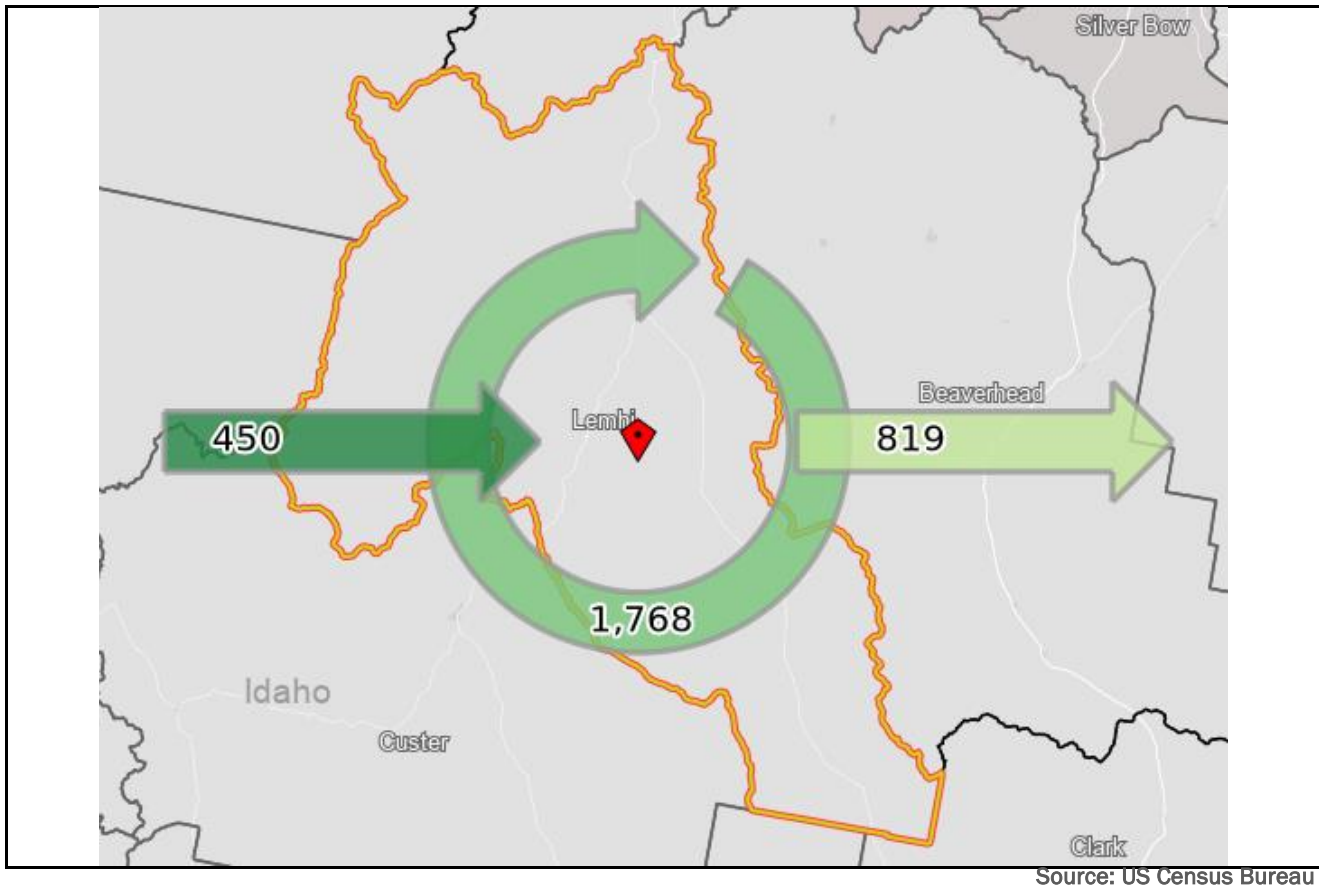 Silver Bow
Beaverhead
Lemhi
450
819
1,768
Idaho
Custer
Clark
Source: US Census Bureau